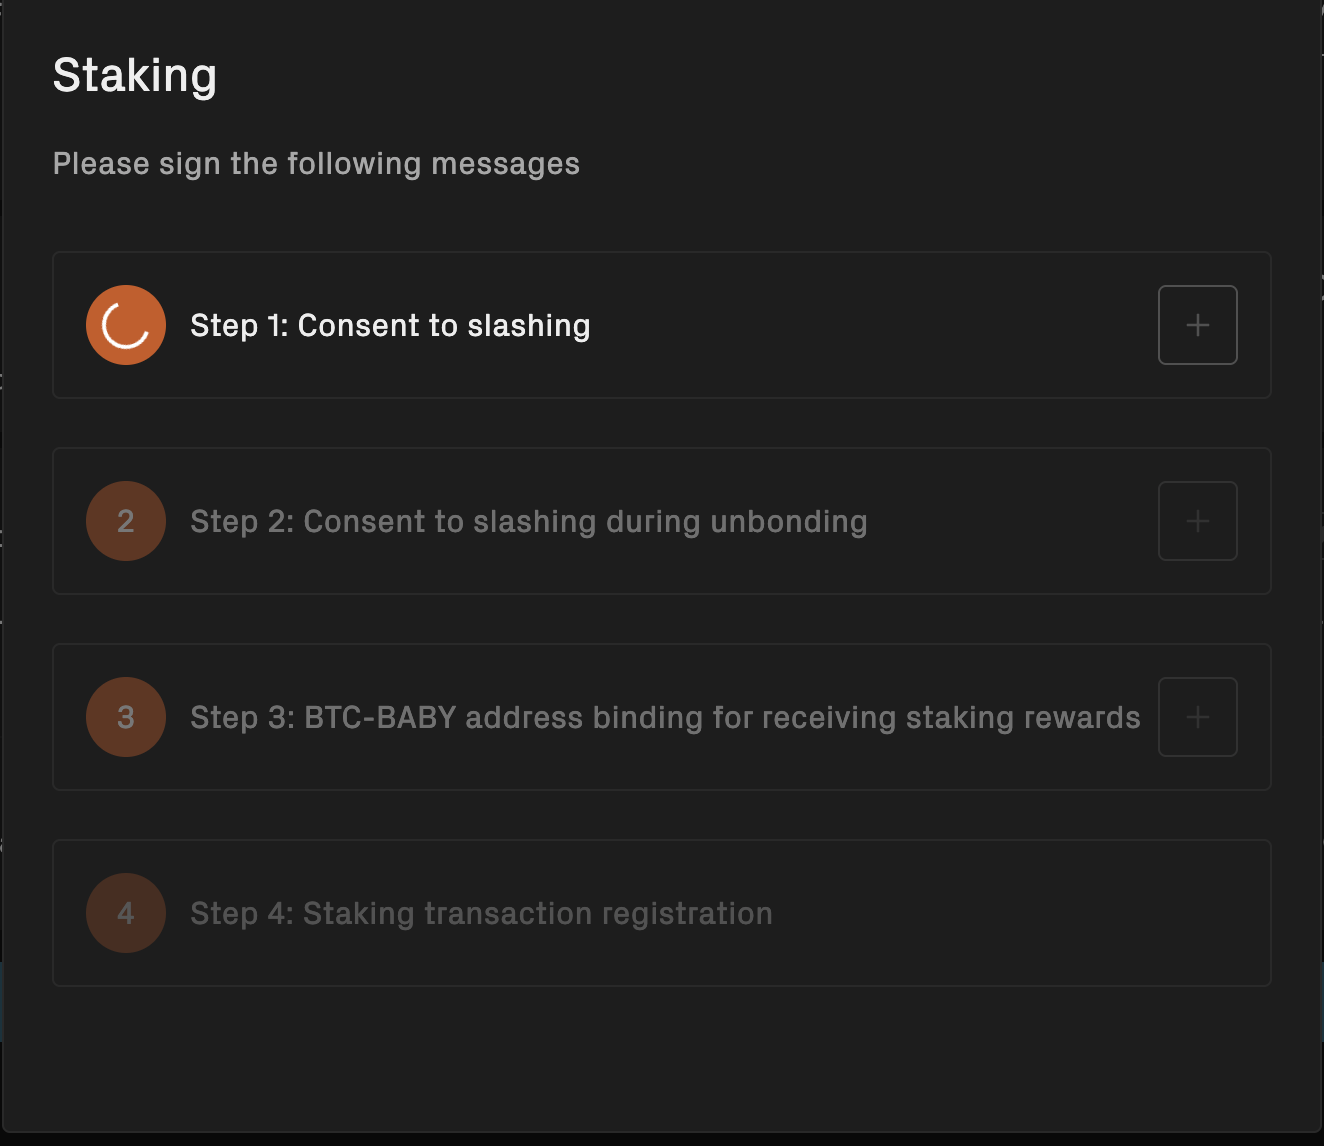 Staking
Please sign the following messages
Step 1: Consent to slashing
2
Step 2: Consent to slashing during unbonding
3
Step 3: BTC-BABY address binding for receiving staking rewards
4
Step 4: Staking transaction registration